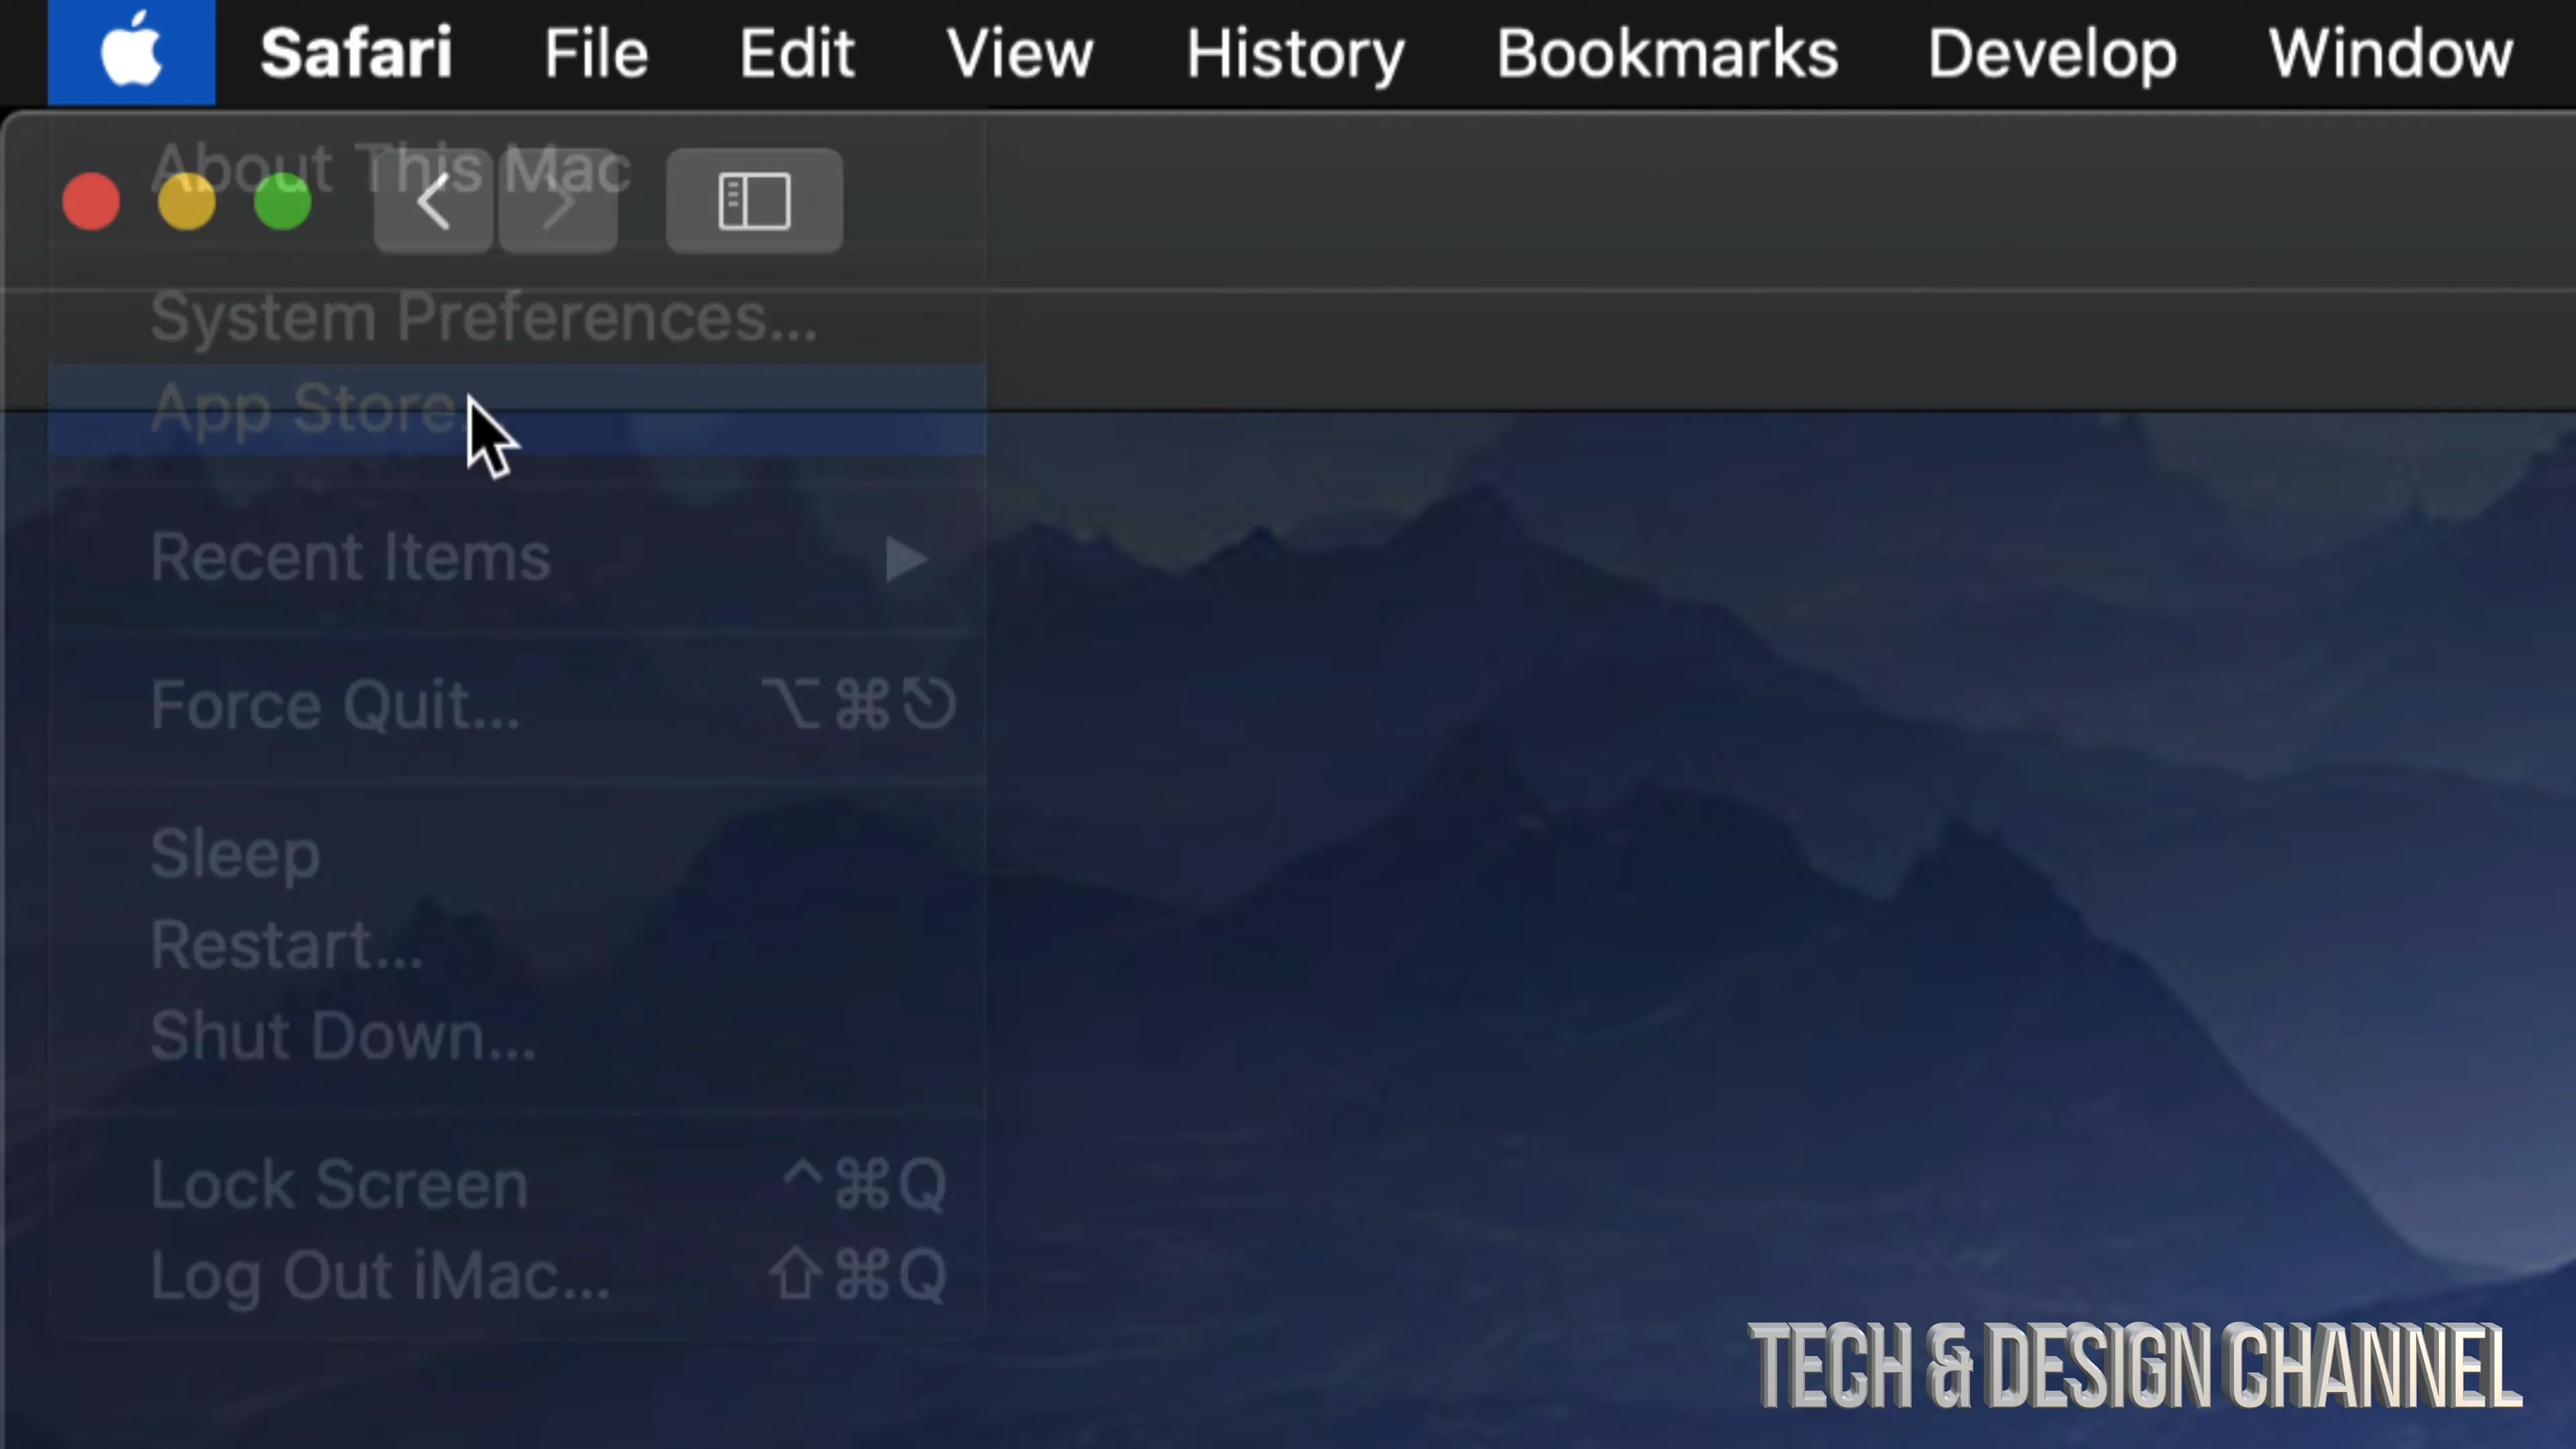 Safari File Edit View History Bookmarks Develop Window
About This Mac
System Preferences...
App Store
Recent Items ▶
Force Quit... ⌥⌘⎋
Sleep
Restart...
Shut Down...
Lock Screen ^⌘Q
Log Out iMac... ⇧⌘Q
TECH & DESIGN CHANNEL